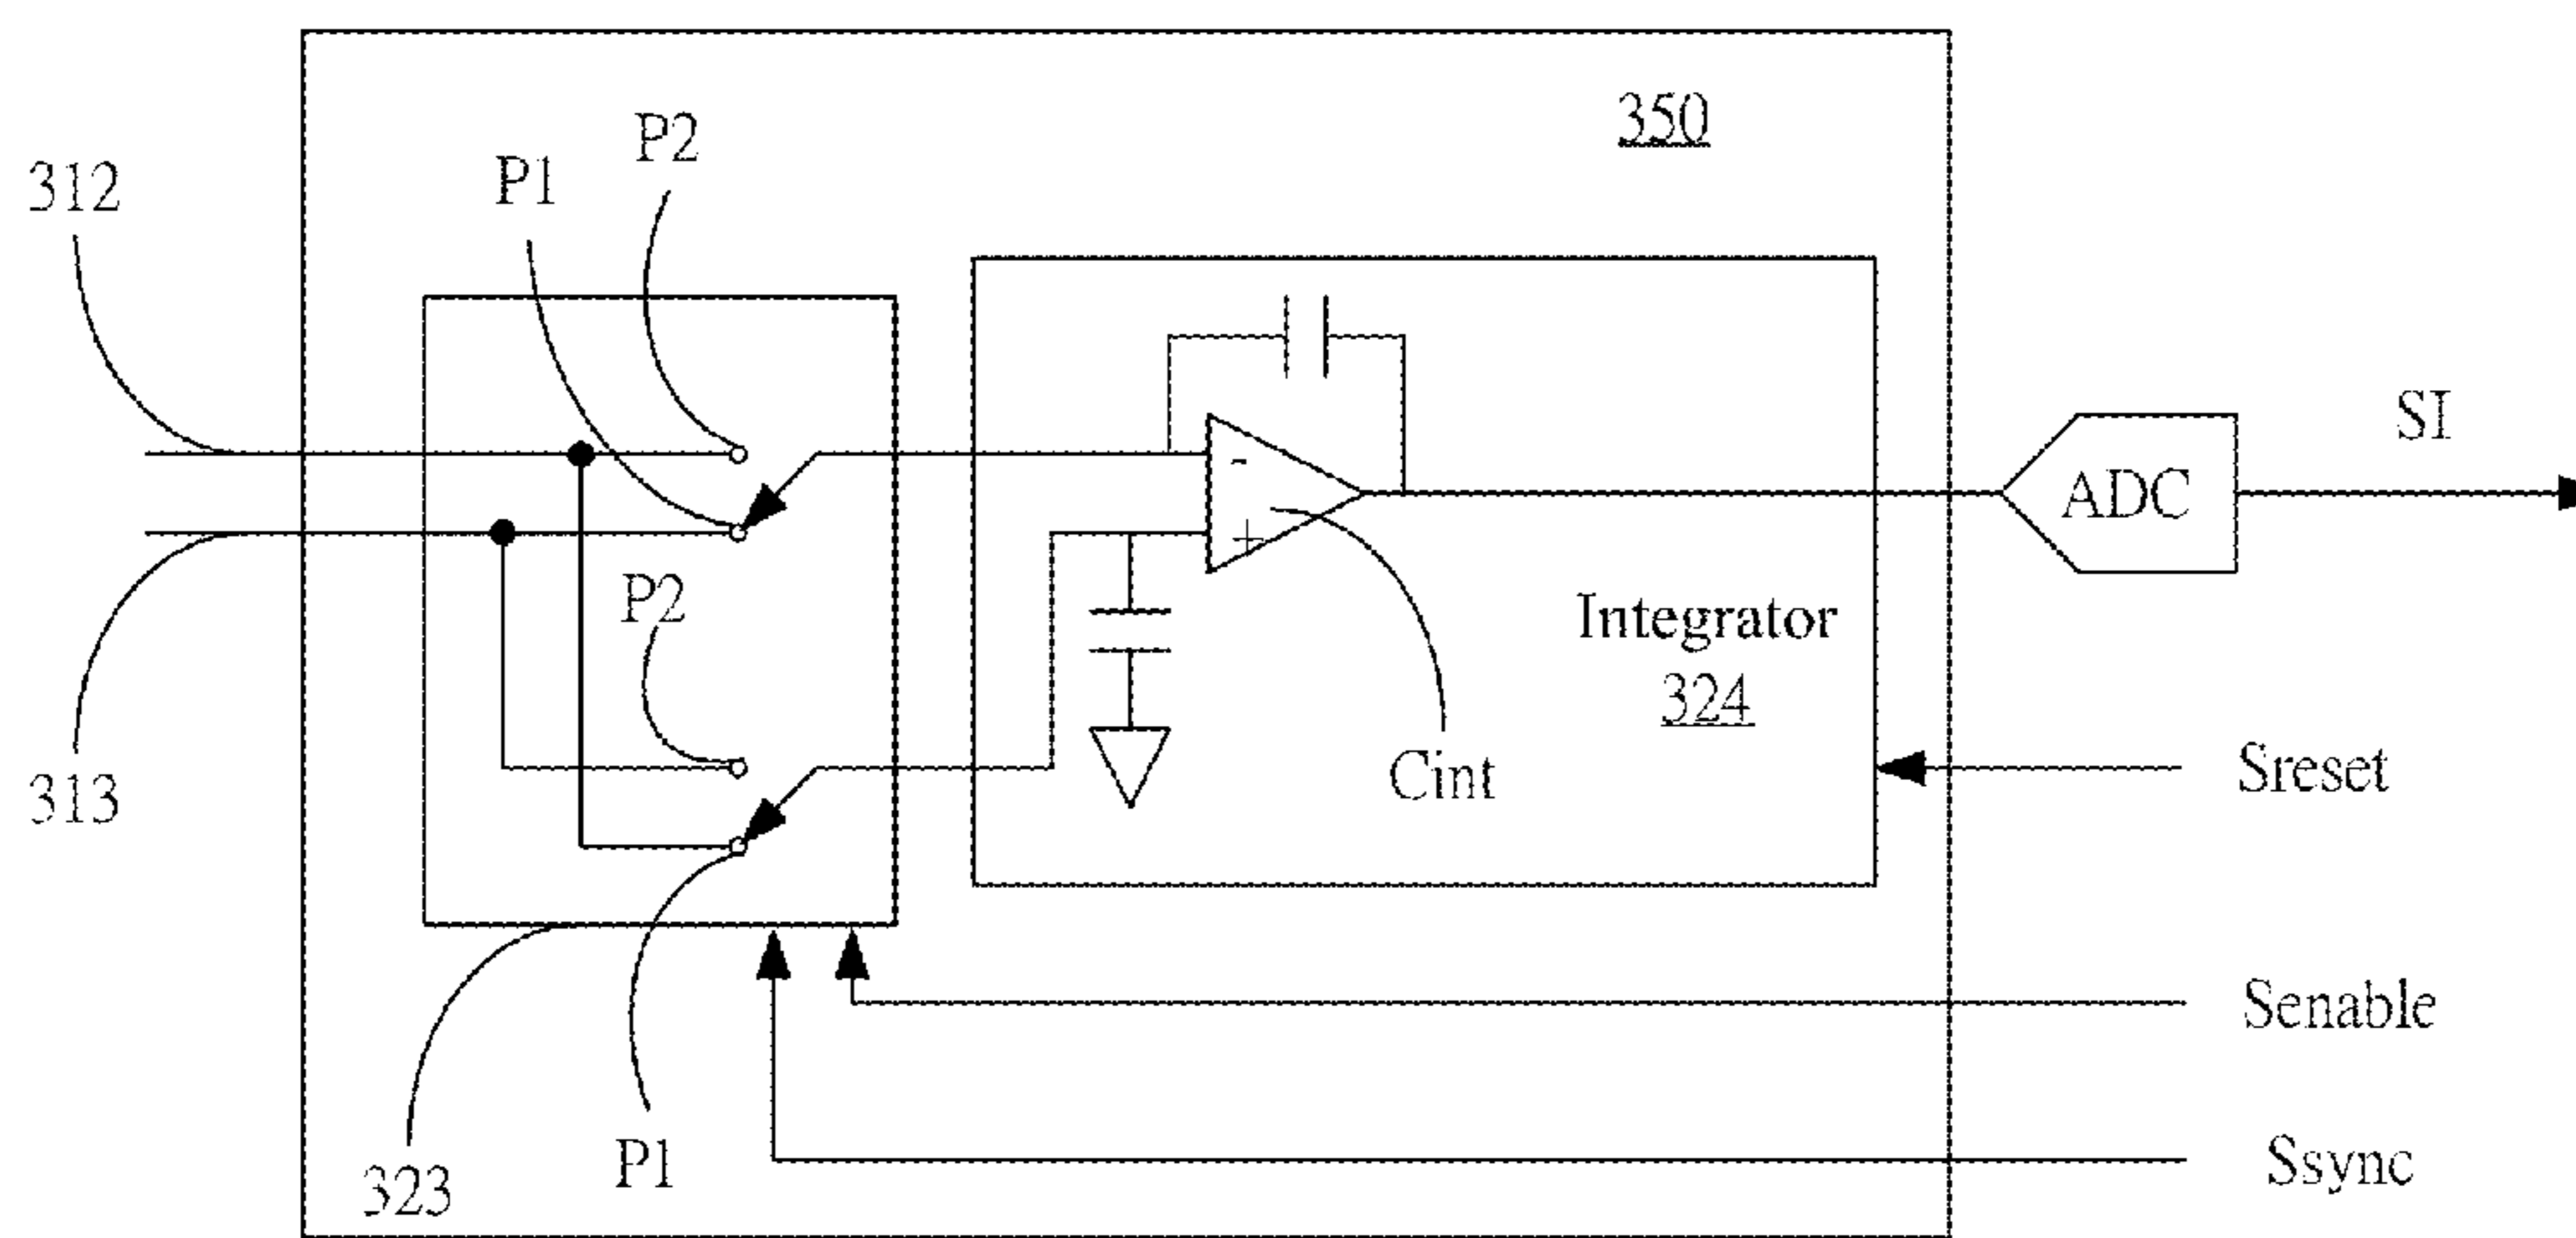 350
P2
P1
312
SI
ADC
-
+
P2
Integrator
324
Cint
313
Sreset
Senable
P1
323
Ssync